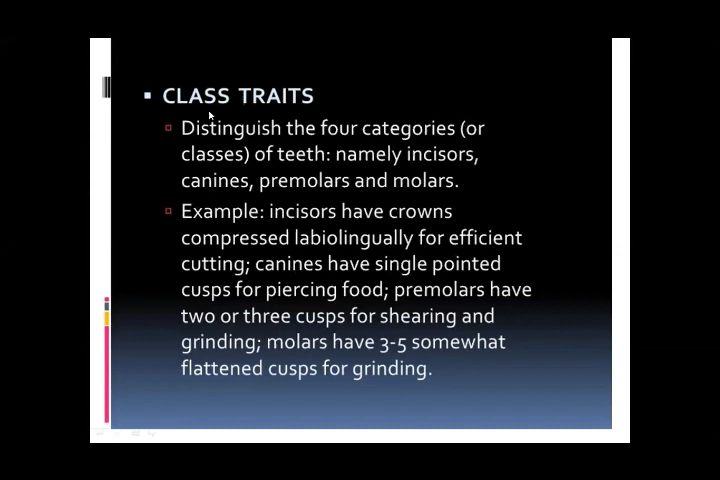 CLASS TRAITS
Distinguish the four categories (or
classes) of teeth: namely incisors,
canines, premolars and molars.
Example: incisors have crowns
compressed labiolingually for efficient
cutting; canines have single pointed
cusps for piercing food; premolars have
two or three cusps for shearing and
grinding; molars have 3-5 somewhat
flattened cusps for grinding.